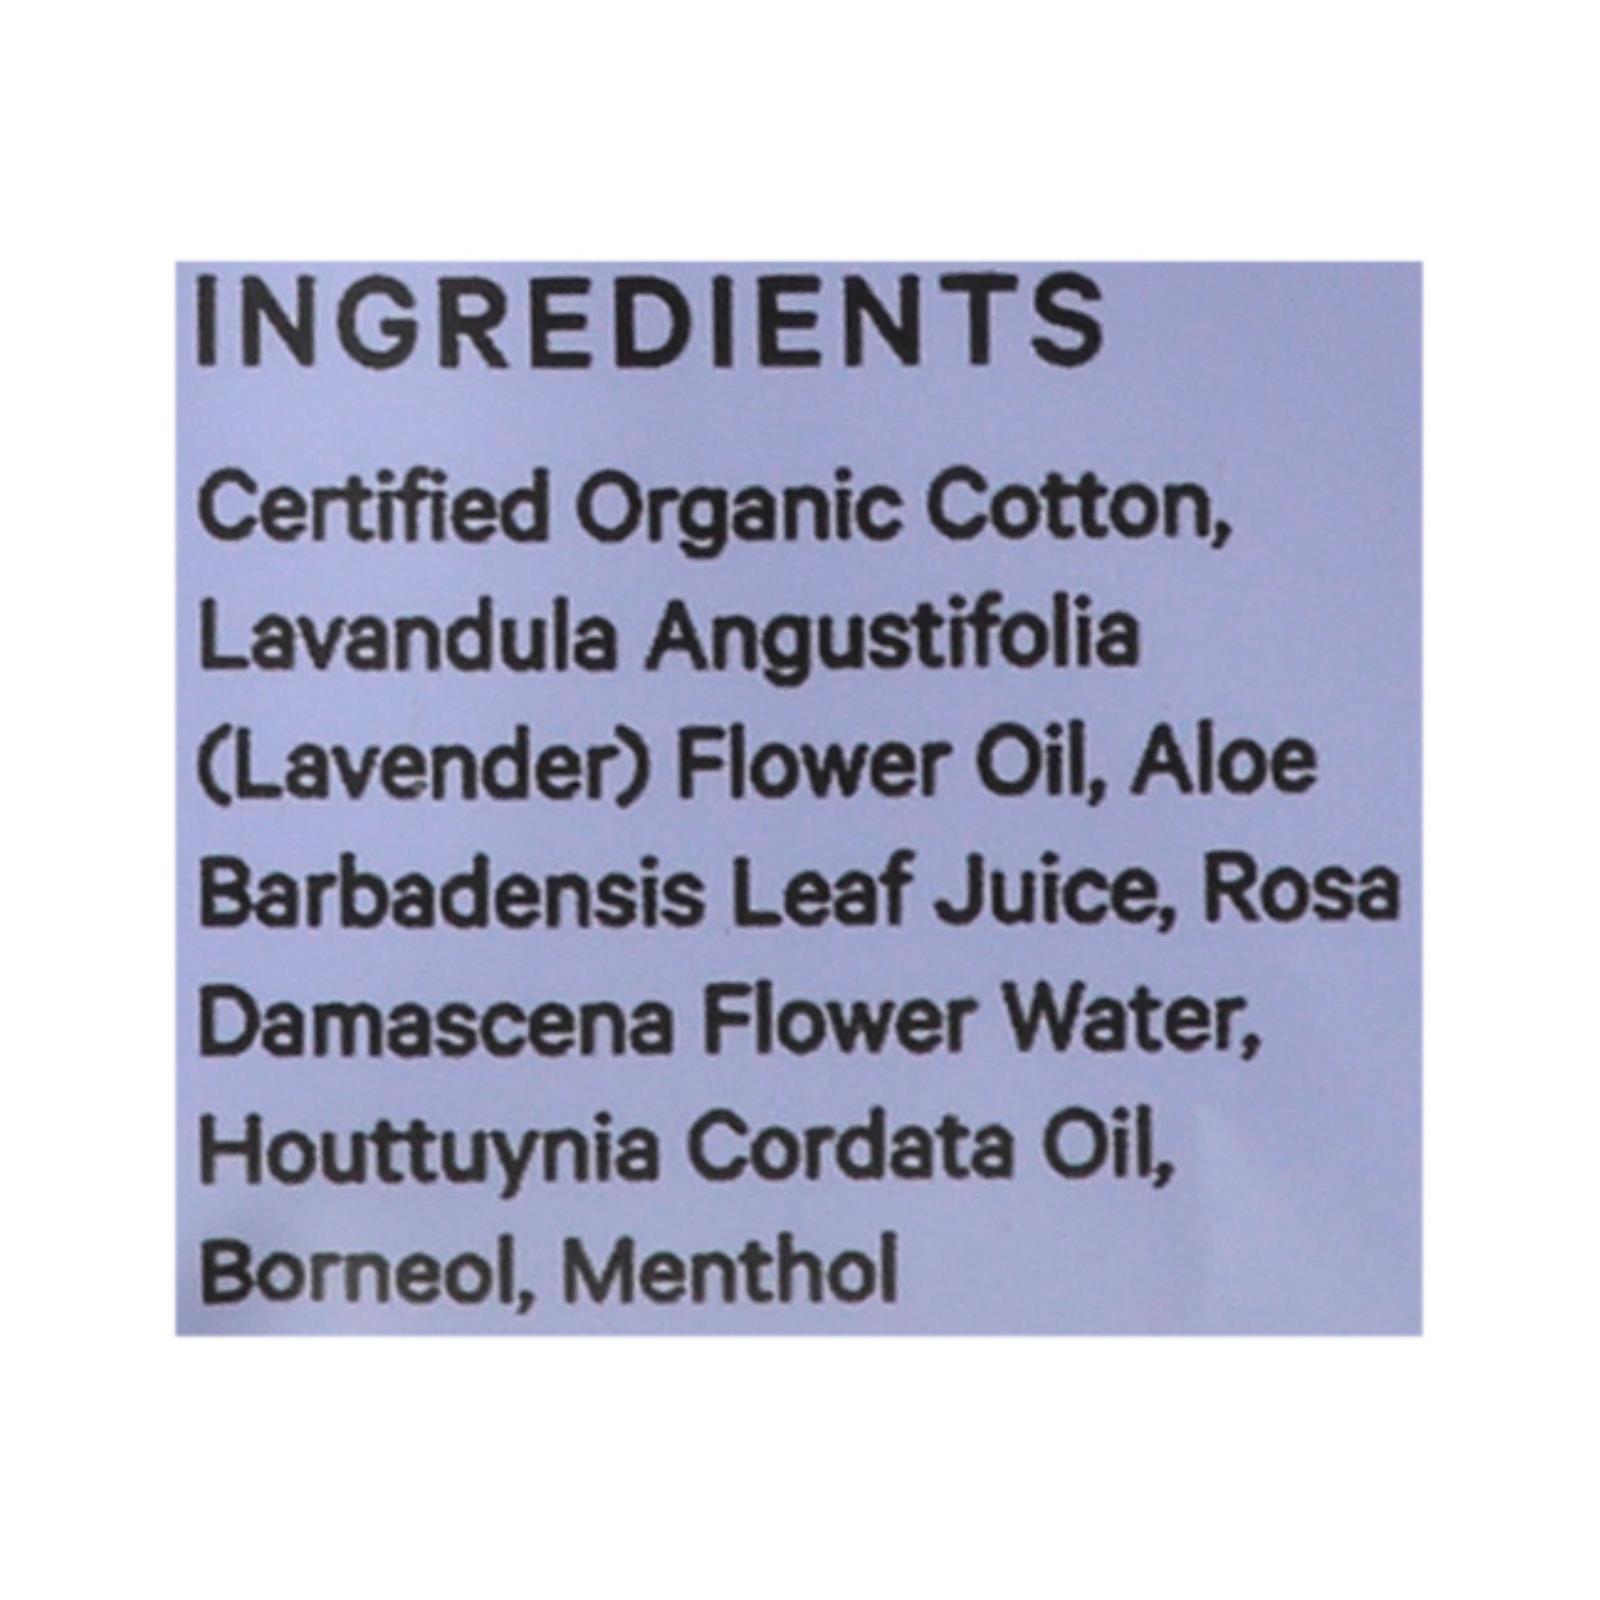 INGREDIENTS
Certified Organic Cotton,
Lavandula Angustifolia
(Lavender) Flower Oil, Aloe
Barbadensis Leaf Juice, Rosa
Damascena Flower Water,
Houttuynia Cordata Oil,
Borneol, Menthol